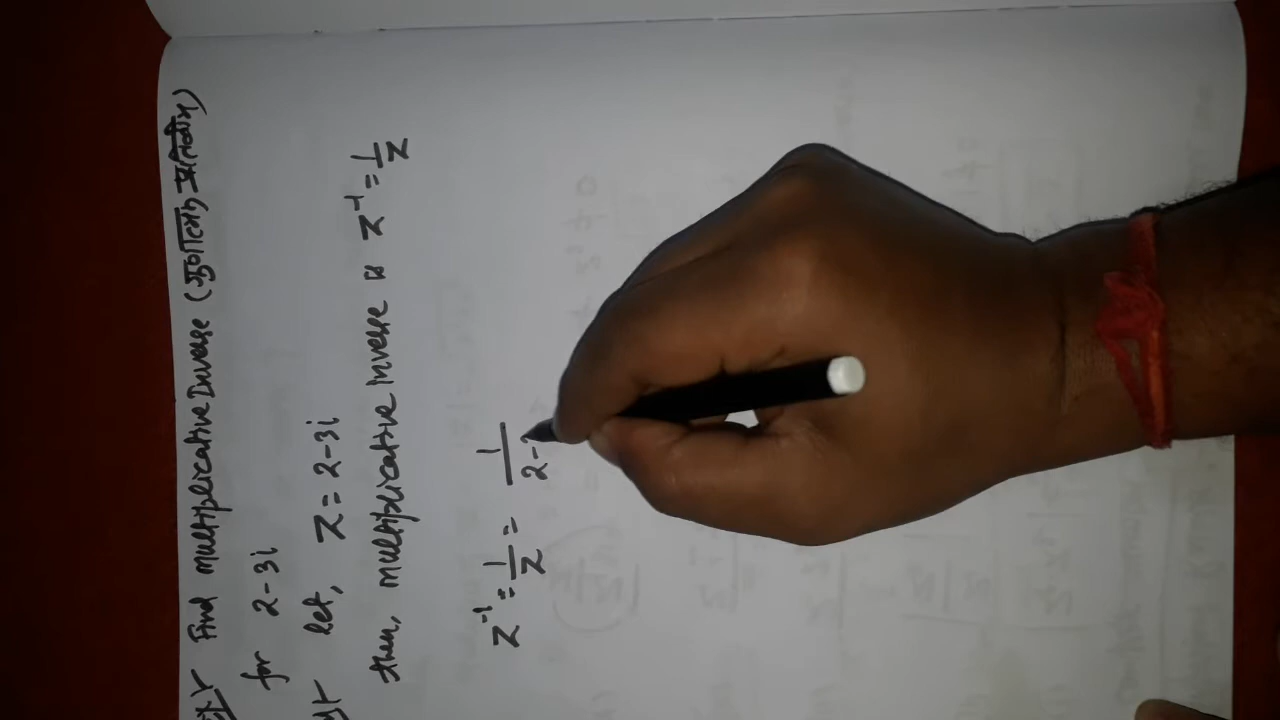 Find multiplicative Inverse (गुणात्मक प्रतिलोम)
for 2-3i
let, z = 2-3i
then, multiplicative inverse is z⁻¹ = 1/z
z⁻¹ = 1/z = 1/2-